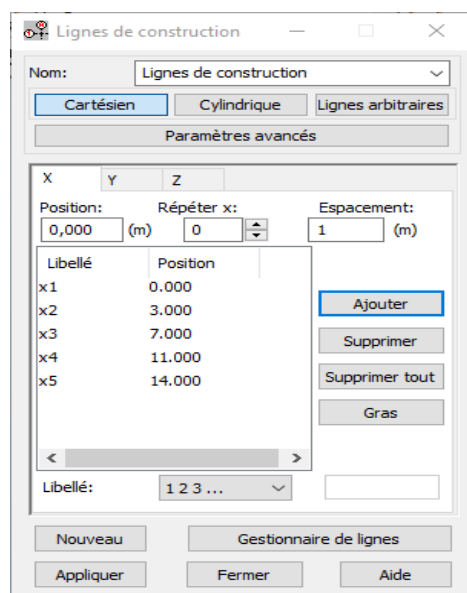 Lignes de construction
Nom: Lignes de construction
Cartésien Cylindrique Lignes arbitraires
Paramètres avancés
X Y Z
Position: Répéter x: Espacement:
0,000 (m) 0 1 (m)
Libellé Position
x1 0.000
x2 3.000
x3 7.000
x4 11.000
x5 14.000
Ajouter
Supprimer
Supprimer tout
Gras
Libellé: 1 2 3 ...
Nouveau Gestionnaire de lignes
Appliquer Fermer Aide